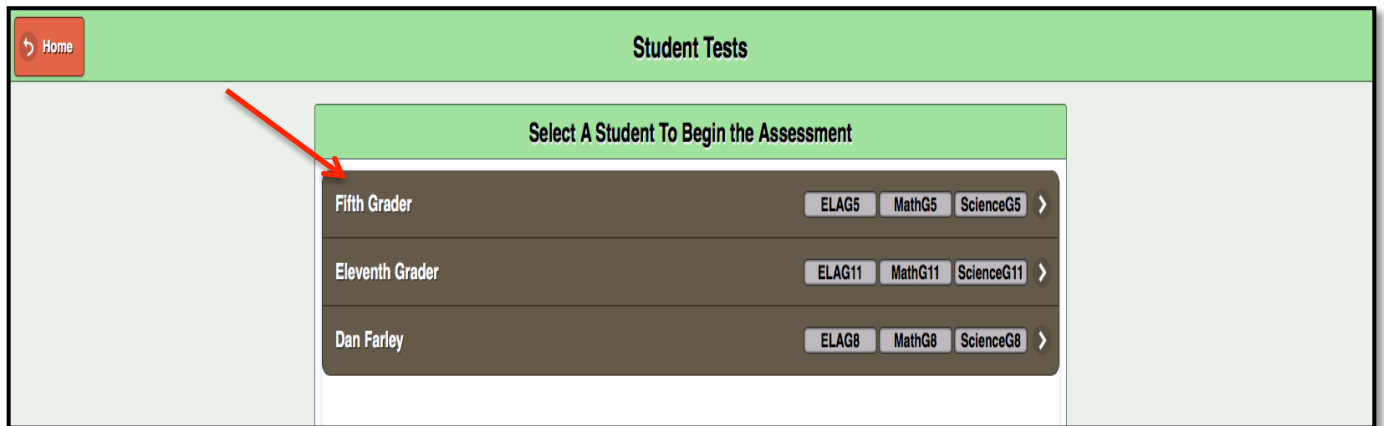 Home
Student Tests
Select A Student To Begin the Assessment
Fifth Grader ELAG5 MathG5 ScienceG5
Eleventh Grader ELAG11 MathG11 ScienceG11
Dan Farley ELAG8 MathG8 ScienceG8